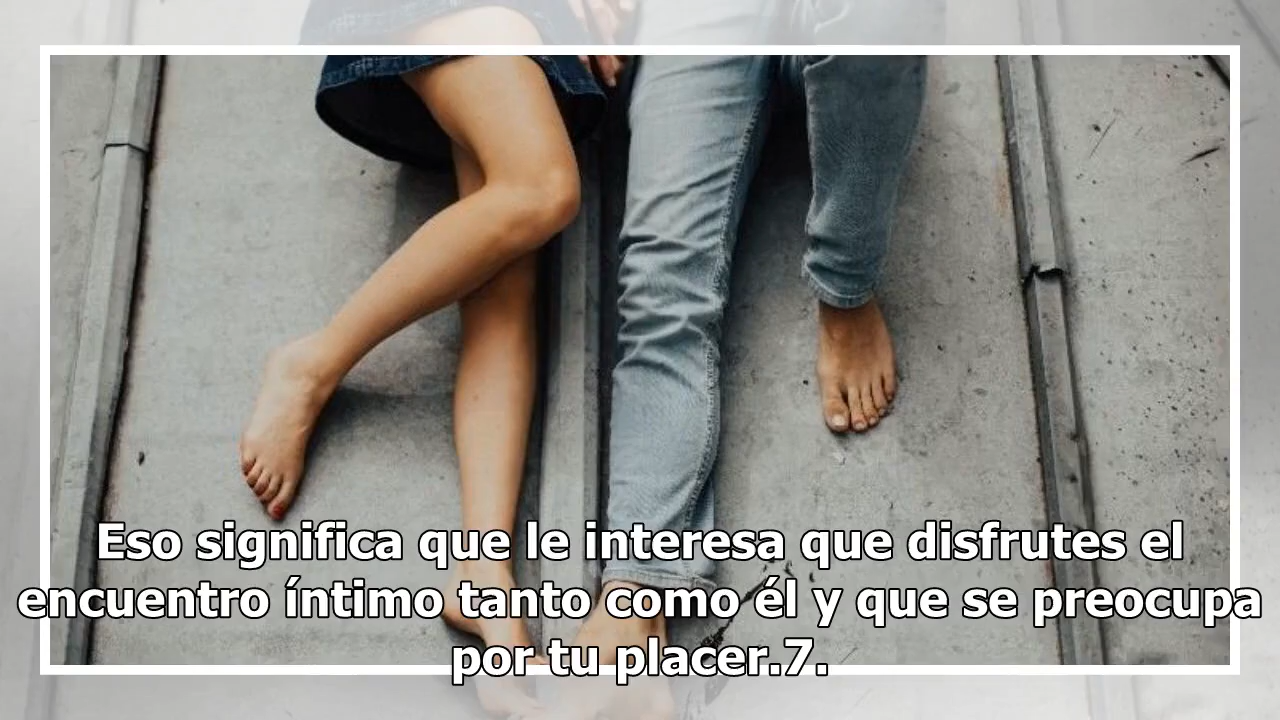 Eso significa que le interesa que disfrutes el
encuentro íntimo tanto como él y que se preocupa
por tu placer.7.